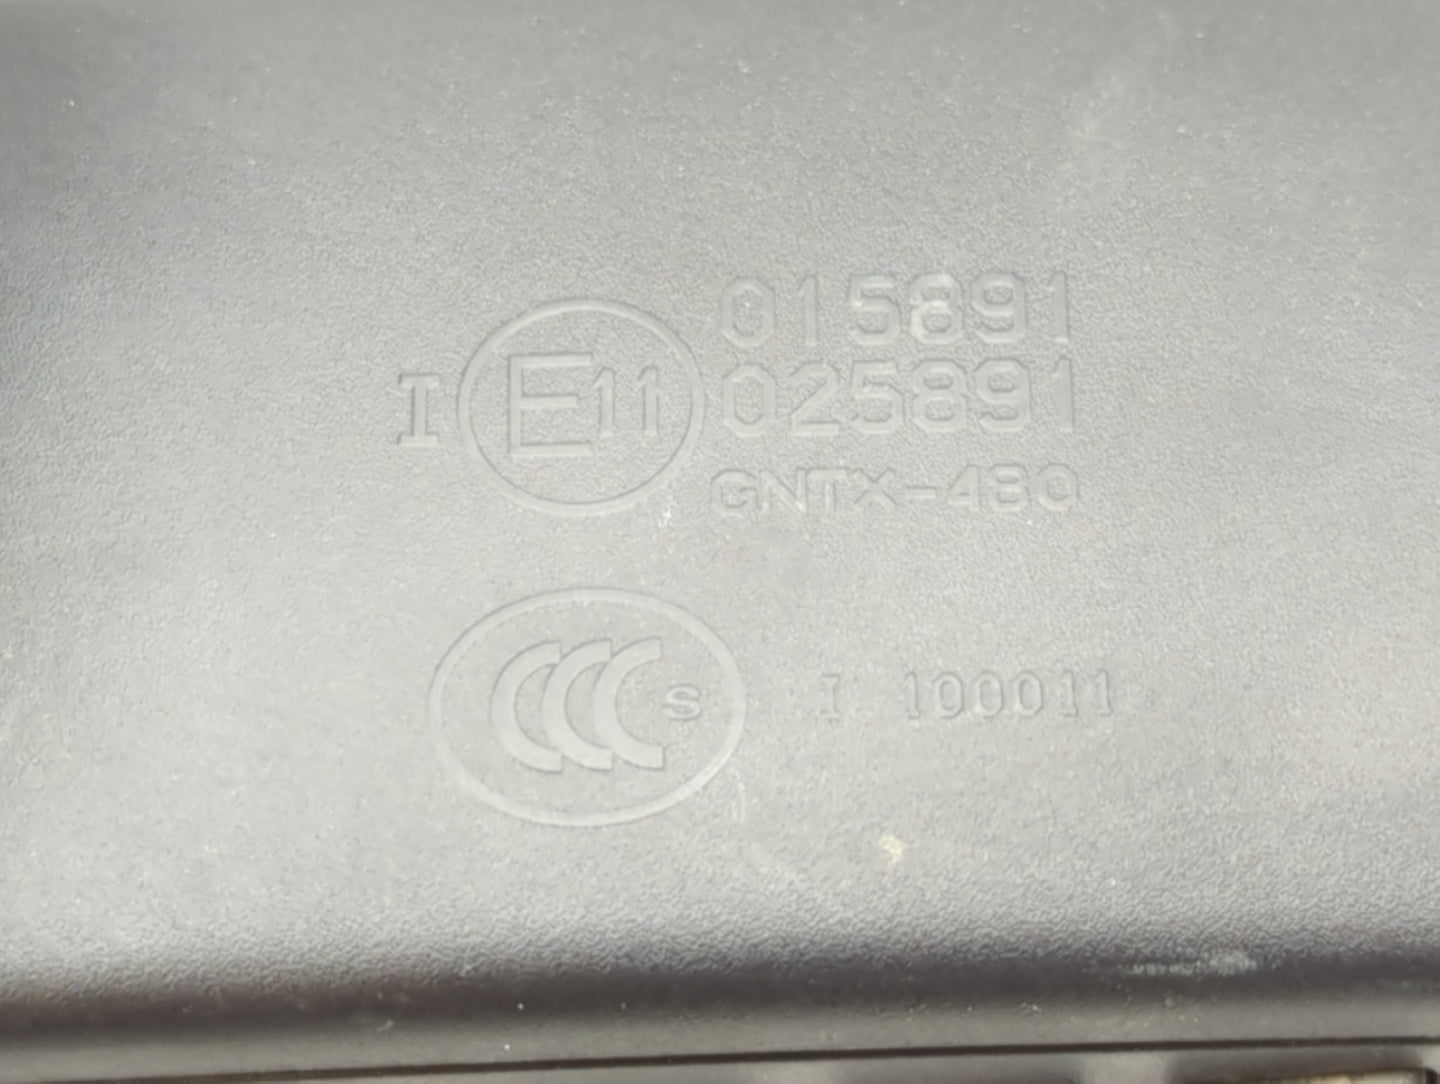 015891
I E11 025891
GNTX-480
CCC S I 100011